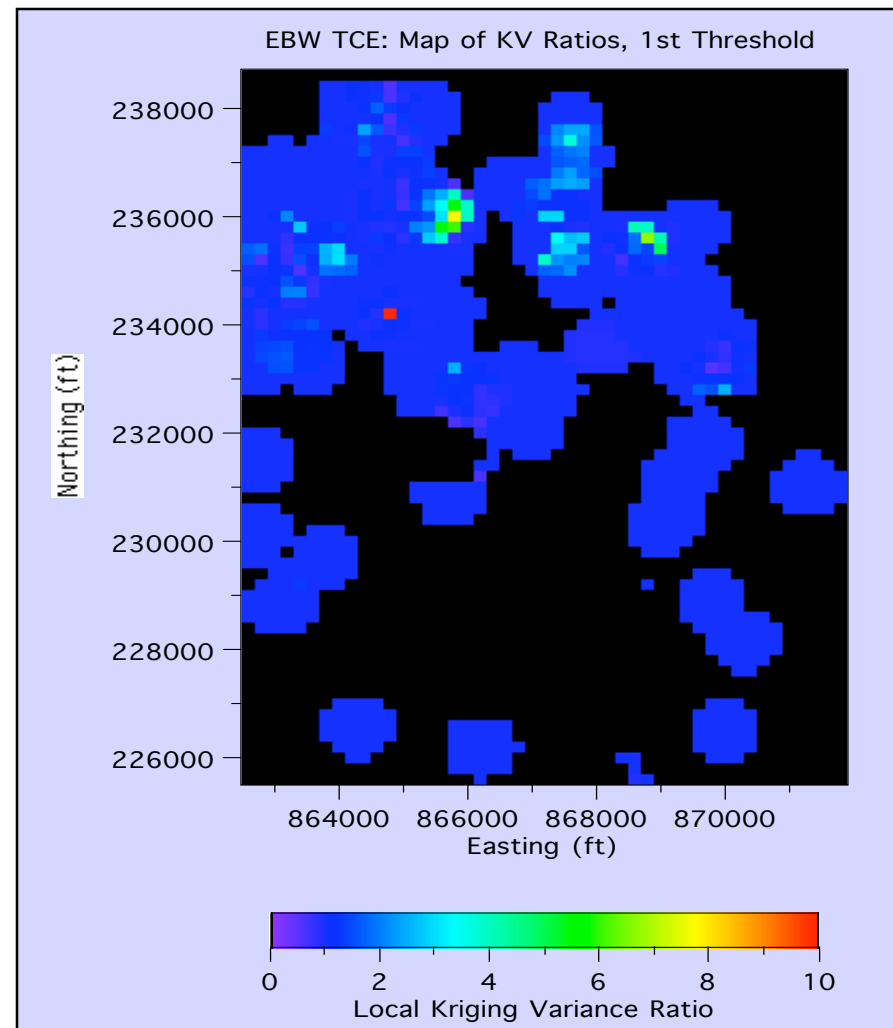 EBW TCE: Map of KV Ratios, 1st Threshold
238000
236000
234000
232000
230000
228000
226000
Northing (ft)
864000 866000 868000 870000
Easting (ft)
0 2 4 6 8 10
Local Kriging Variance Ratio